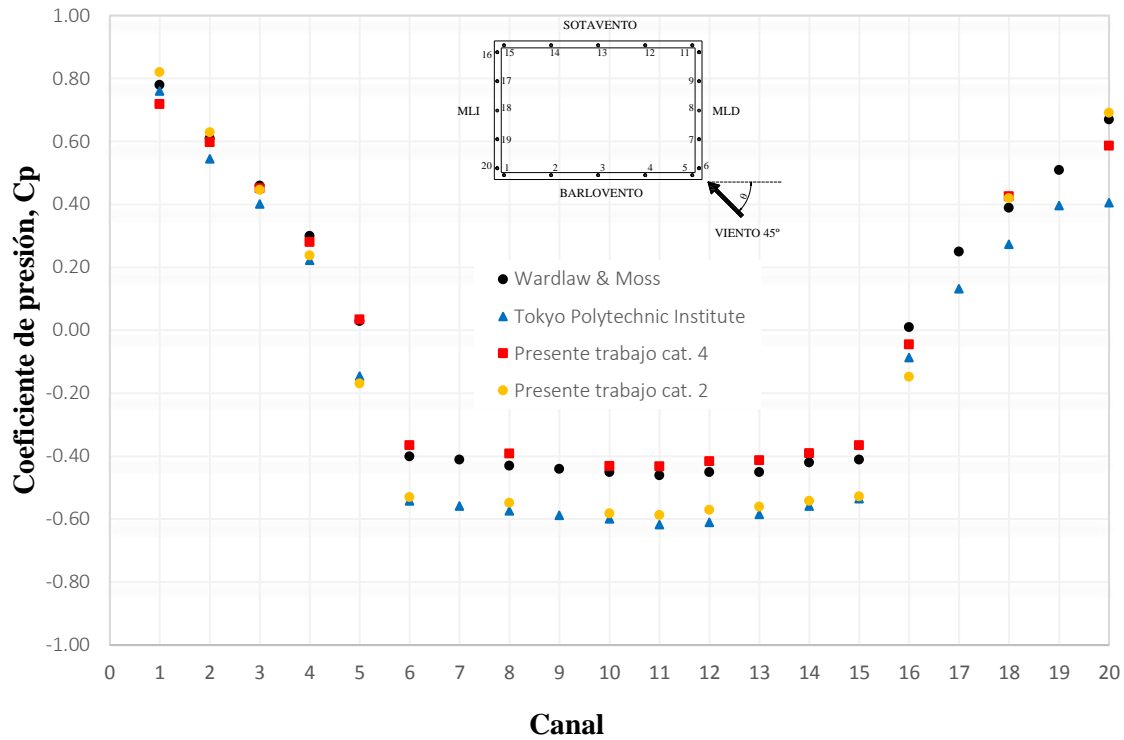 Coeficiente de presión, Cp
1.00
0.80
0.60
0.40
0.20
0.00
-0.20
-0.40
-0.60
-0.80
-1.00
SOTAVENTO
16 15 14 13 12 11
17 9
MLI 18 8 MLD
19 7
20 1 2 3 4 5 6
BARLOVENTO
θ
VIENTO 45º
Wardlaw & Moss
Tokyo Polytechnic Institute
Presente trabajo cat. 4
Presente trabajo cat. 2
0 1 2 3 4 5 6 7 8 9 10 11 12 13 14 15 16 17 18 19 20
Canal